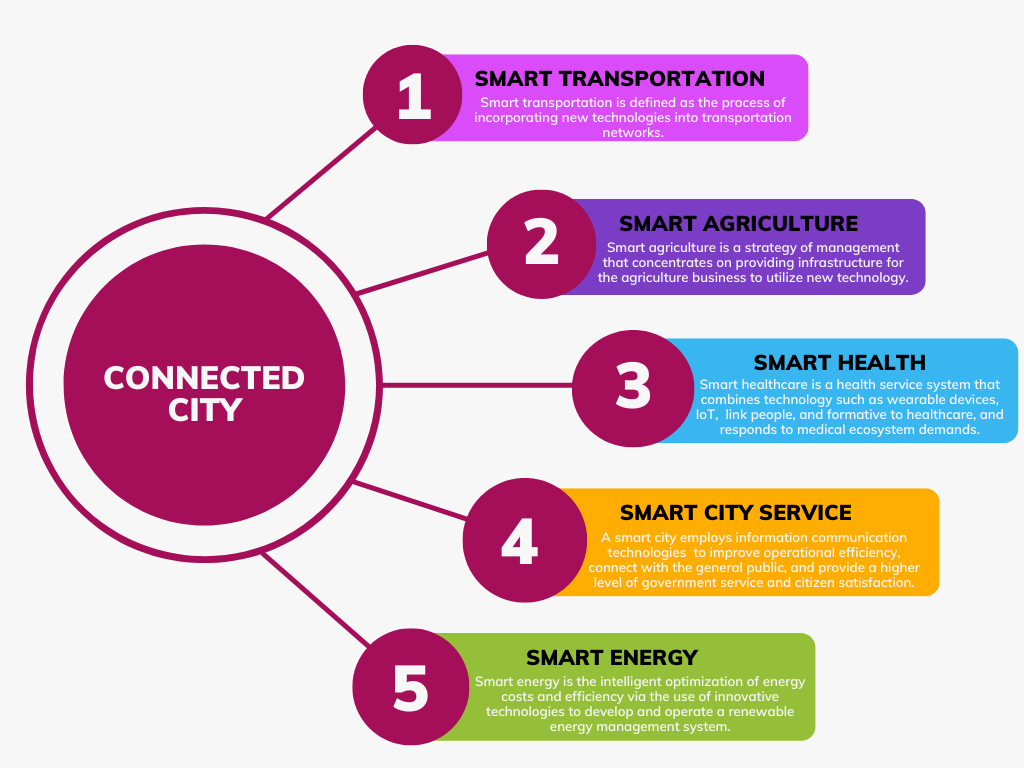 CONNECTED
CITY
1
SMART TRANSPORTATION
Smart transportation is defined as the process of
incorporating new technologies into transportation
networks.
2
SMART AGRICULTURE
Smart agriculture is a strategy of management
that concentrates on providing infrastructure for
the agriculture business to utilize new technology.
3
SMART HEALTH
Smart healthcare is a health service system that
combines technology such as wearable devices,
IoT,  link people, and formative to healthcare, and
responds to medical ecosystem demands.
4
SMART CITY SERVICE
A smart city employs information communication
technologies  to improve operational efficiency,
connect with the general public, and provide a higher
level of government service and citizen satisfaction.
5
SMART ENERGY
Smart energy is the intelligent optimization of energy
costs and efficiency via the use of innovative
technologies to develop and operate a renewable
energy management system.